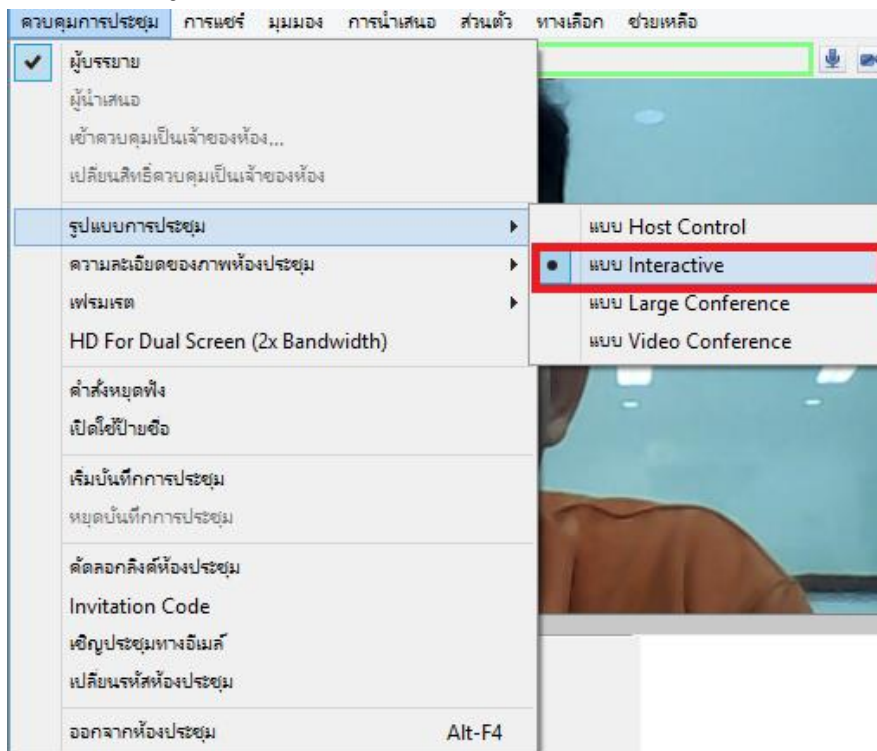 ควบคุมการประชุม การแชร์ มุมมอง การนำเสนอ ส่วนตัว ทางเลือก ช่วยเหลือ
ผู้บรรยาย
ผู้นำเสนอ
เข้าควบคุมเป็นเจ้าของห้อง...
เปลี่ยนสิทธิ์ควบคุมเป็นเจ้าของห้อง
รูปแบบการประชุม
แบบ Host Control
ความละเอียดของภาพห้องประชุม
แบบ Interactive
เฟรมเรต
แบบ Large Conference
HD For Dual Screen (2x Bandwidth)
แบบ Video Conference
คำสั่งหยุดฟัง
เปิดใช้ป้ายชื่อ
เริ่มบันทึกการประชุม
หยุดบันทึกการประชุม
คัดลอกลิงค์ห้องประชุม
Invitation Code
เชิญประชุมทางอีเมล์
เปลี่ยนรหัสห้องประชุม
ออกจากห้องประชุม Alt-F4